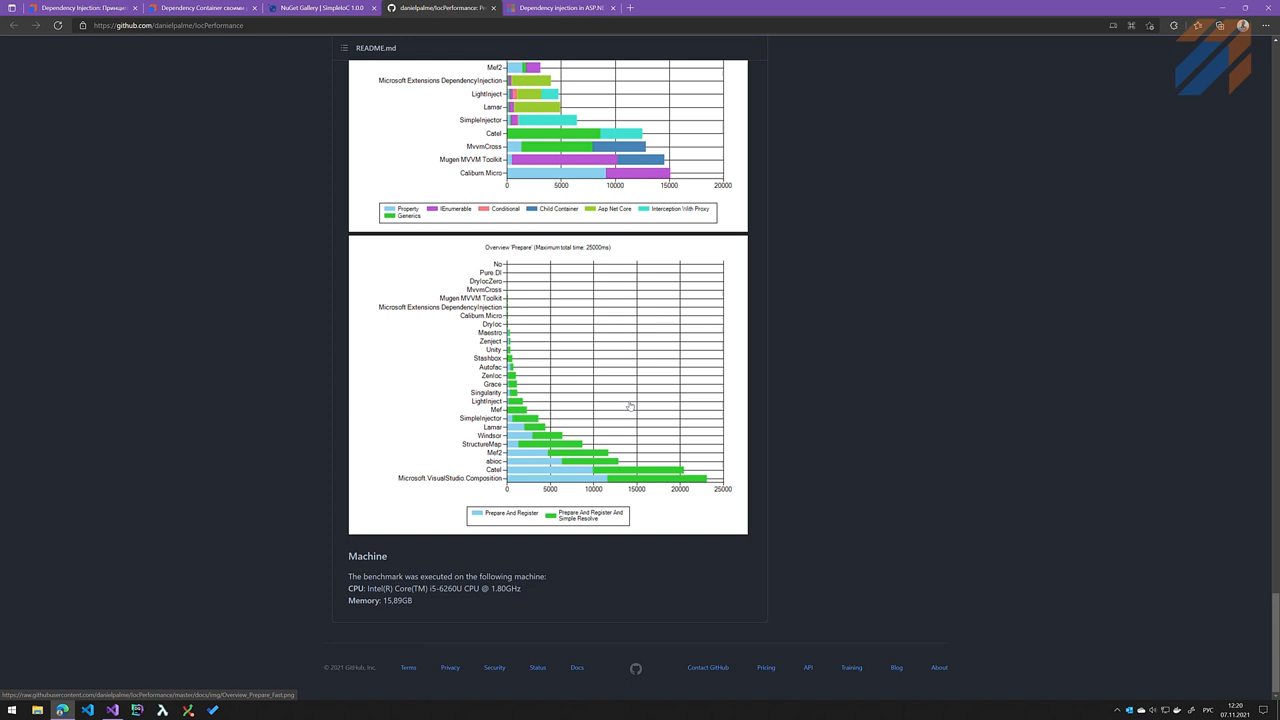 Dependency Injection: Принци
Dependency Container своими
NuGet Gallery | SimpleIoC 1.0.0
danielpalme/IocPerformance: Pe
Dependency injection in ASP.NE
https://github.com/danielpalme/IocPerformance
README.md
Mef2
Microsoft Extensions DependencyInjection
LightInject
Lamar
SimpleInjector
Catel
MvvmCross
Mugen MVVM Toolkit
Caliburn.Micro
0 5000 10000 15000 20000
Property IEnumerable Conditional Child Container Asp Net Core Interception With Proxy
Generics
Overview 'Prepare' (Maximum total time: 25000ms)
No
Pure.DI
DryIocZero
MvvmCross
Mugen MVVM Toolkit
Microsoft Extensions DependencyInjection
Caliburn.Micro
DryIoc
Maestro
Zenject
Unity
Stashbox
Autofac
ZenIoc
Grace
Singularity
LightInject
Mef
SimpleInjector
Lamar
Windsor
StructureMap
Mef2
abioc
Catel
Microsoft.VisualStudio.Composition
0 5000 10000 15000 20000 25000
Prepare And Register Prepare And Register And
Simple Resolve
Machine
The benchmark was executed on the following machine:
CPU: Intel(R) Core(TM) i5-6260U CPU @ 1.80GHz
Memory: 15,89GB
© 2021 GitHub, Inc. Terms Privacy Security Status Docs Contact GitHub Pricing API Training Blog About
https://raw.githubusercontent.com/danielpalme/IocPerformance/master/docs/img/Overview_Prepare_Fast.png
РУС
12:20
07.11.2021